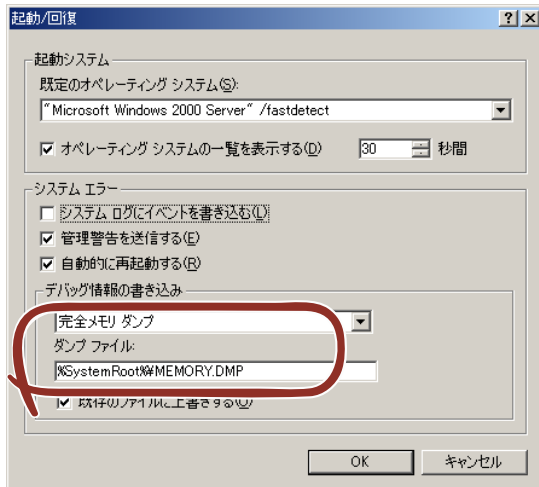 起動/回復
起動システム
既定のオペレーティング システム(S):
"Microsoft Windows 2000 Server" /fastdetect
オペレーティング システムの一覧を表示する(D) 30 秒間
システム エラー
システム ログにイベントを書き込む(L)
管理警告を送信する(E)
自動的に再起動する(R)
デバッグ情報の書き込み
完全メモリ ダンプ
ダンプ ファイル:
%SystemRoot%¥MEMORY.DMP
既存のファイルに上書きする(O)
OK キャンセル